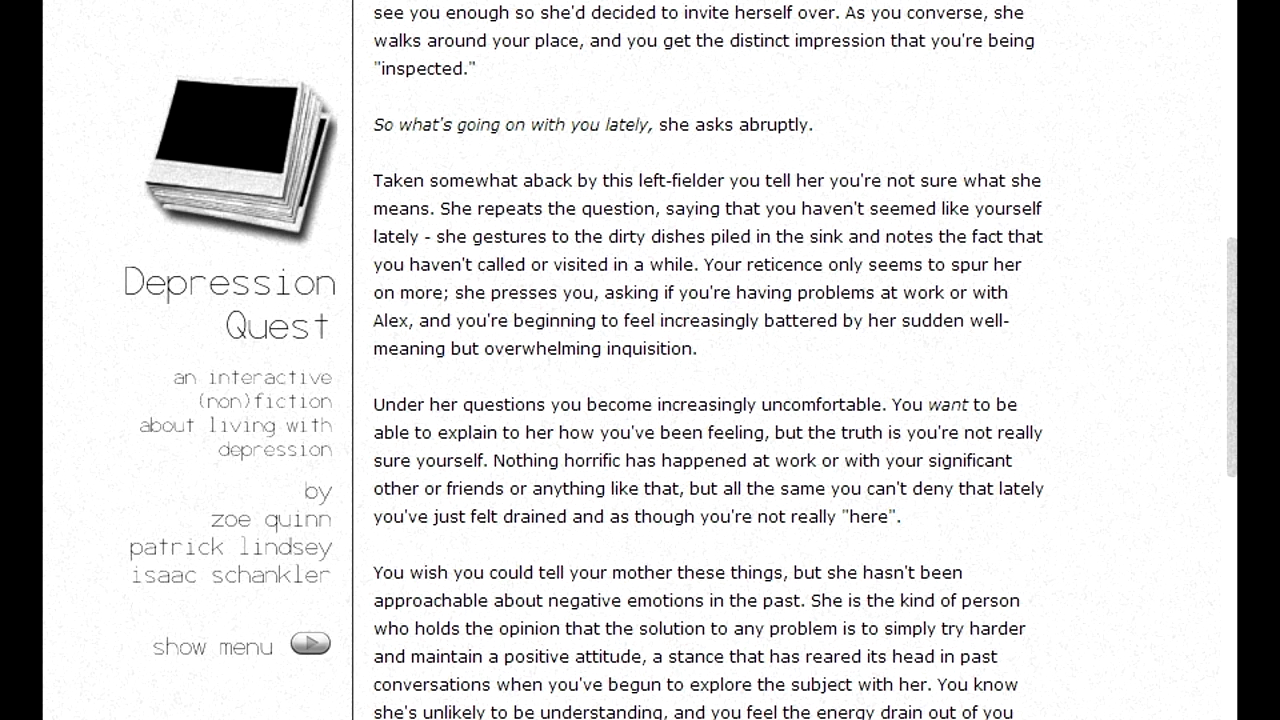 Depression
Quest
an interactive
(non)fiction
about living with
depression
by
zoe quinn
patrick lindsey
isaac schankler
show menu
see you enough so she'd decided to invite herself over. As you converse, she
walks around your place, and you get the distinct impression that you're being
"inspected."
So what's going on with you lately, she asks abruptly.
Taken somewhat aback by this left-fielder you tell her you're not sure what she
means. She repeats the question, saying that you haven't seemed like yourself
lately - she gestures to the dirty dishes piled in the sink and notes the fact that
you haven't called or visited in a while. Your reticence only seems to spur her
on more; she presses you, asking if you're having problems at work or with
Alex, and you're beginning to feel increasingly battered by her sudden well-
meaning but overwhelming inquisition.
Under her questions you become increasingly uncomfortable. You want to be
able to explain to her how you've been feeling, but the truth is you're not really
sure yourself. Nothing horrific has happened at work or with your significant
other or friends or anything like that, but all the same you can't deny that lately
you've just felt drained and as though you're not really "here".
You wish you could tell your mother these things, but she hasn't been
approachable about negative emotions in the past. She is the kind of person
who holds the opinion that the solution to any problem is to simply try harder
and maintain a positive attitude, a stance that has reared its head in past
conversations when you've begun to explore the subject with her. You know
she's unlikely to be understanding, and you feel the energy drain out of you